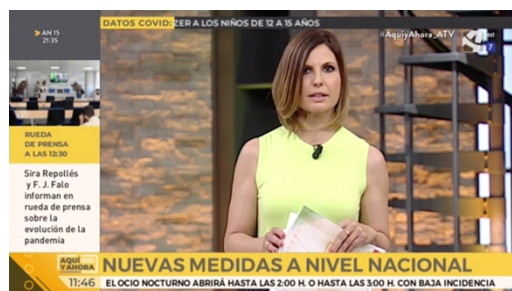 DATOS COVID: ZER A LOS NIÑOS DE 12 A 15 AÑOS
AN 15
21:35
#AquíyAhora_ATV
RUEDA
DE PRENSA
A LAS 12:30
Sira Repollés
y F. J. Falo
informan en
rueda de prensa
sobre la
evolución de la
pandemia
AQUÍ
Y AHORA
NUEVAS MEDIDAS A NIVEL NACIONAL
11:46 EL OCIO NOCTURNO ABRIRÁ HASTA LAS 2:00 H. O HASTA LAS 3:00 H. CON BAJA INCIDENCIA